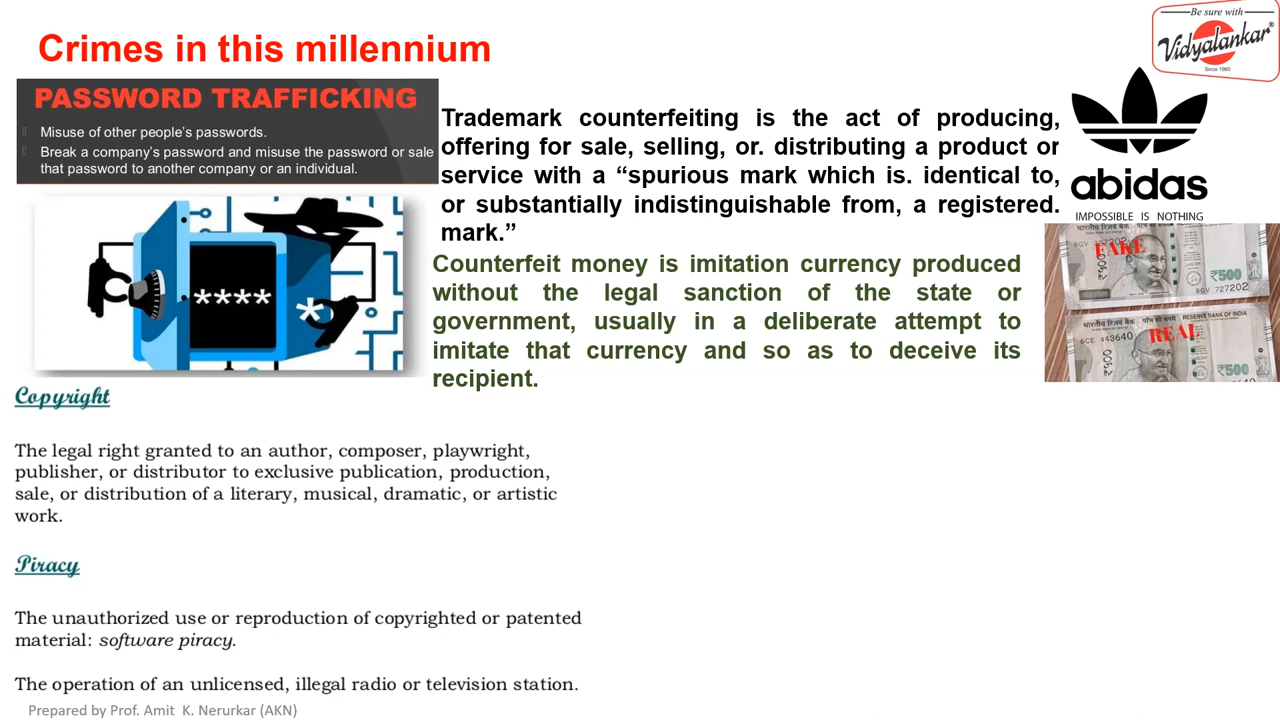 Crimes in this millennium
Be sure with
Vidyalankar®
Since 1960
PASSWORD TRAFFICKING
Misuse of other people's passwords.
Break a company's password and misuse the password or sale
that password to another company or an individual.
**** *
Trademark counterfeiting is the act of producing,
offering for sale, selling, or. distributing a product or
service with a “spurious mark which is. identical to,
or substantially indistinguishable from, a registered.
mark.”
abidas
IMPOSSIBLE IS NOTHING
Counterfeit money is imitation currency produced
without the legal sanction of the state or
government, usually in a deliberate attempt to
imitate that currency and so as to deceive its
recipient.
FAKE
₹500
8GV 727202
भारतीय रिज़र्व बैंक
RESERVE BANK OF INDIA
6CE 443640
REAL
₹500
Copyright
The legal right granted to an author, composer, playwright,
publisher, or distributor to exclusive publication, production,
sale, or distribution of a literary, musical, dramatic, or artistic
work.
Piracy
The unauthorized use or reproduction of copyrighted or patented
material: software piracy.
The operation of an unlicensed, illegal radio or television station.
Prepared by Prof. Amit K. Nerurkar (AKN)